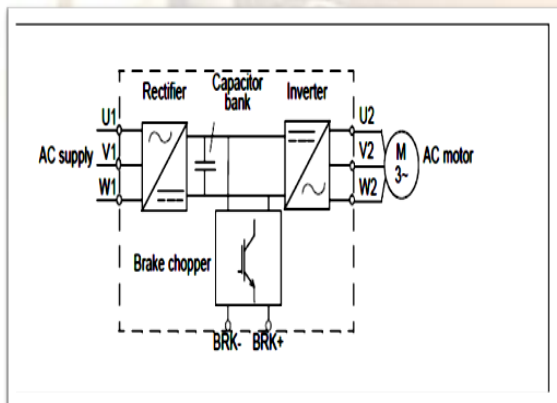 Rectifier
Capacitor
bank
Inverter
U1
U2
AC supply V1
V2
M
3~
AC motor
W1
W2
Brake chopper
BRK- BRK+